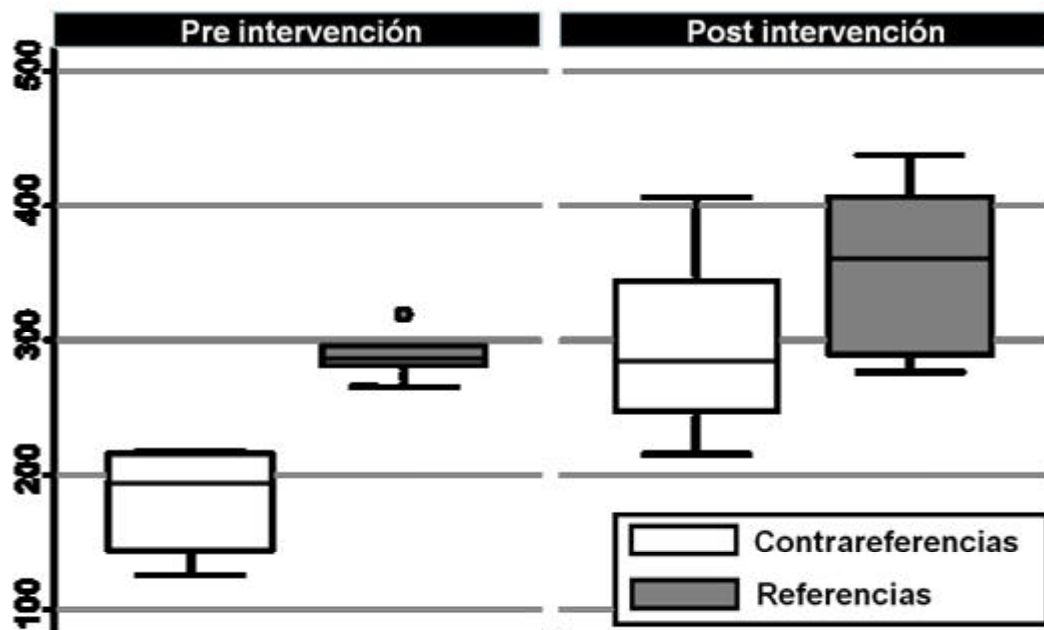 Pre intervención
Post intervención
500
400
300
200
100
Contrareferencias
Referencias